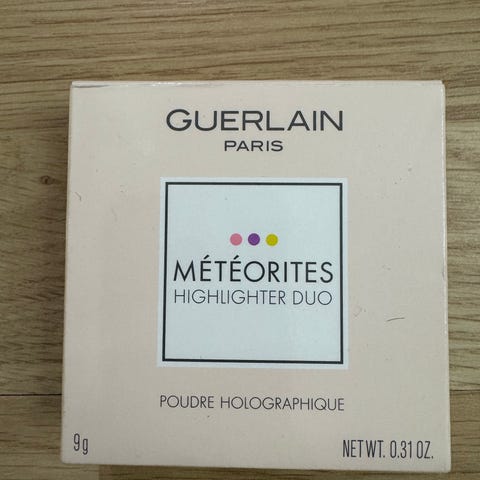 GUERLAIN
PARIS
MÉTÉORITES
HIGHLIGHTER DUO
POUDRE HOLOGRAPHIQUE
9g NET WT. 0.31 OZ.